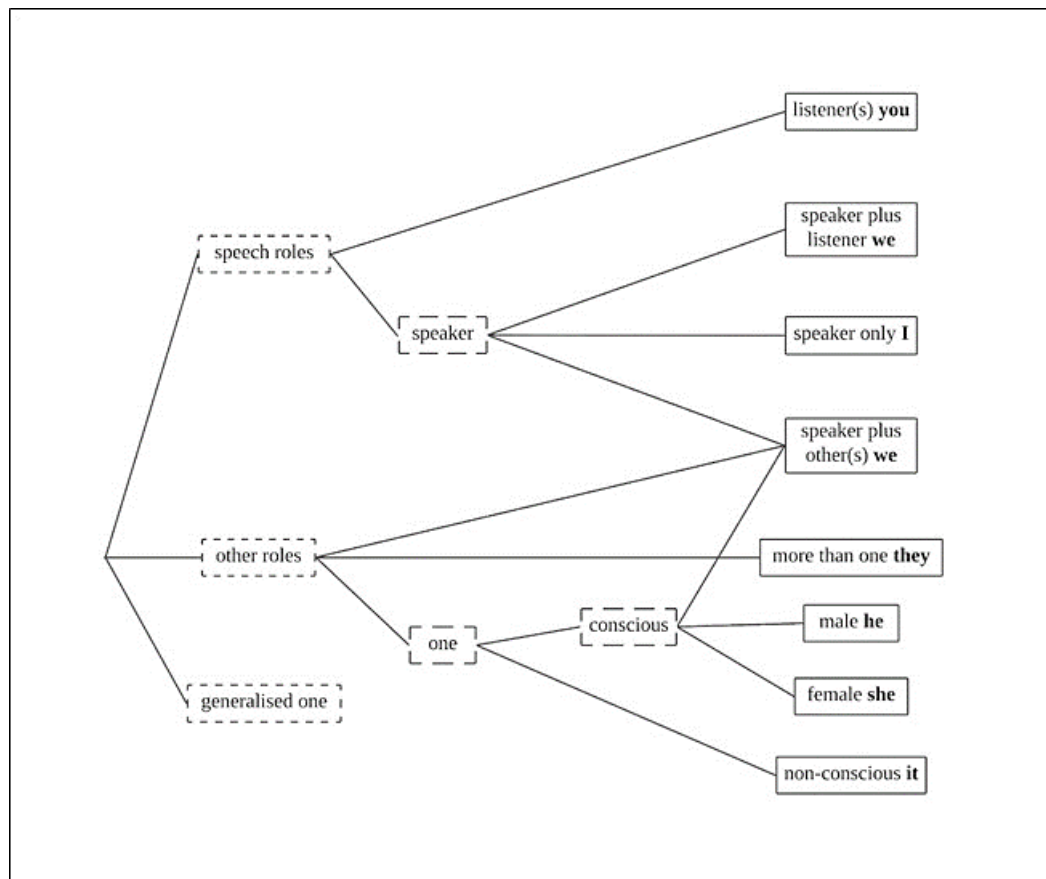 listener(s) you
speaker plus
listener we
speech roles
speaker
speaker only I
speaker plus
other(s) we
other roles
more than one they
conscious
male he
one
female she
generalised one
non-conscious it